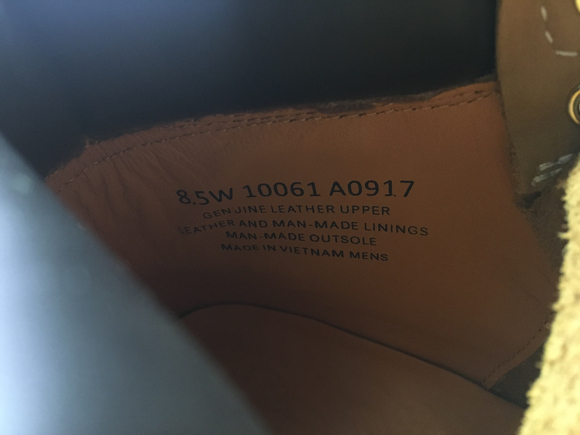 8.5W 10061 A0917
GENUINE LEATHER UPPER
LEATHER AND MAN-MADE LININGS
MAN-MADE OUTSOLE
MADE IN VIETNAM MENS